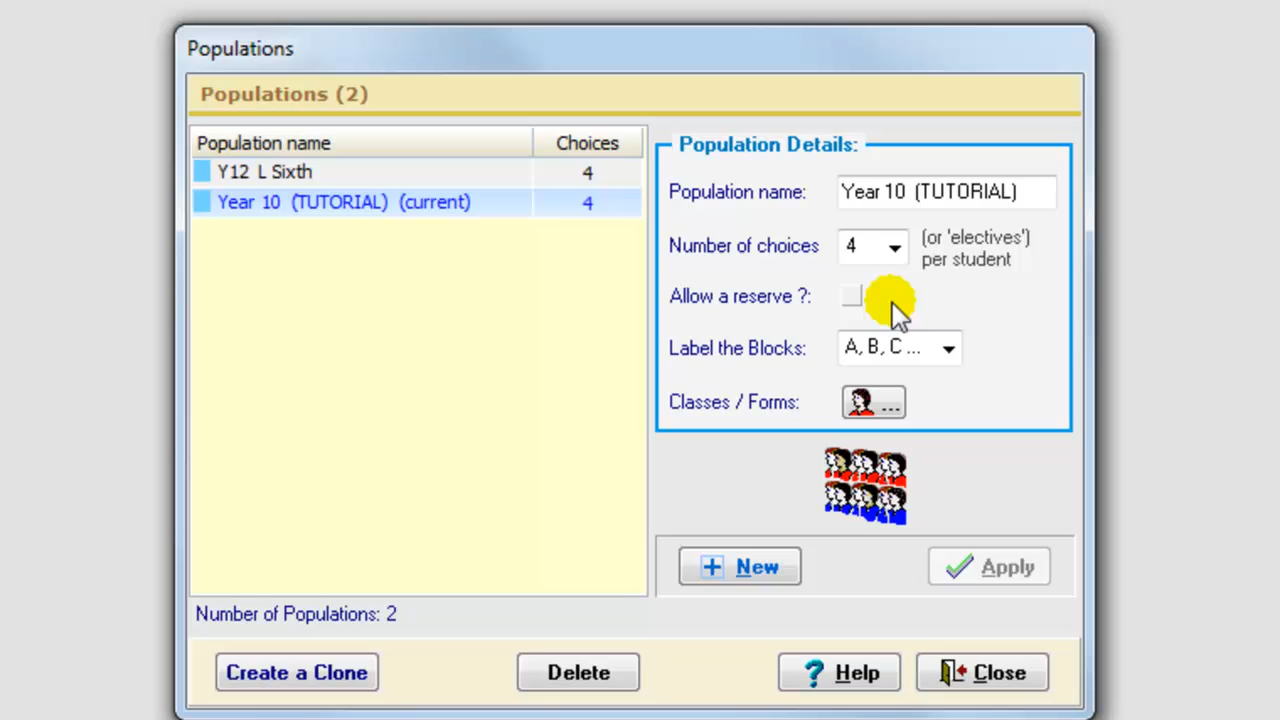 Populations
Populations (2)
Population name Choices
Y12 L Sixth 4
Year 10 (TUTORIAL) (current) 4
Number of Populations: 2
Population Details:
Population name: Year 10 (TUTORIAL)
Number of choices 4 (or 'electives') per student
Allow a reserve ?:
Label the Blocks: A, B, C ...
Classes / Forms: ...
New Apply
Create a Clone Delete Help Close